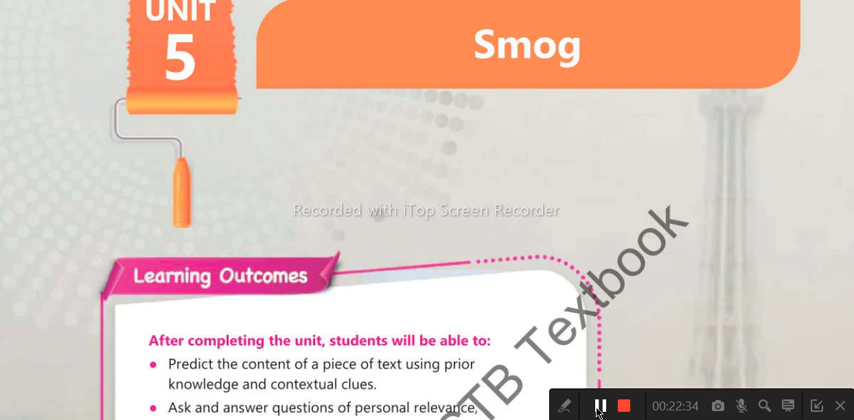 UNIT
5
Smog
Recorded with iTop Screen Recorder
Learning Outcomes
After completing the unit, students will be able to:
● Predict the content of a piece of text using prior
knowledge and contextual clues.
● Ask and answer questions of personal relevance,
TB Textbook
00:22:34